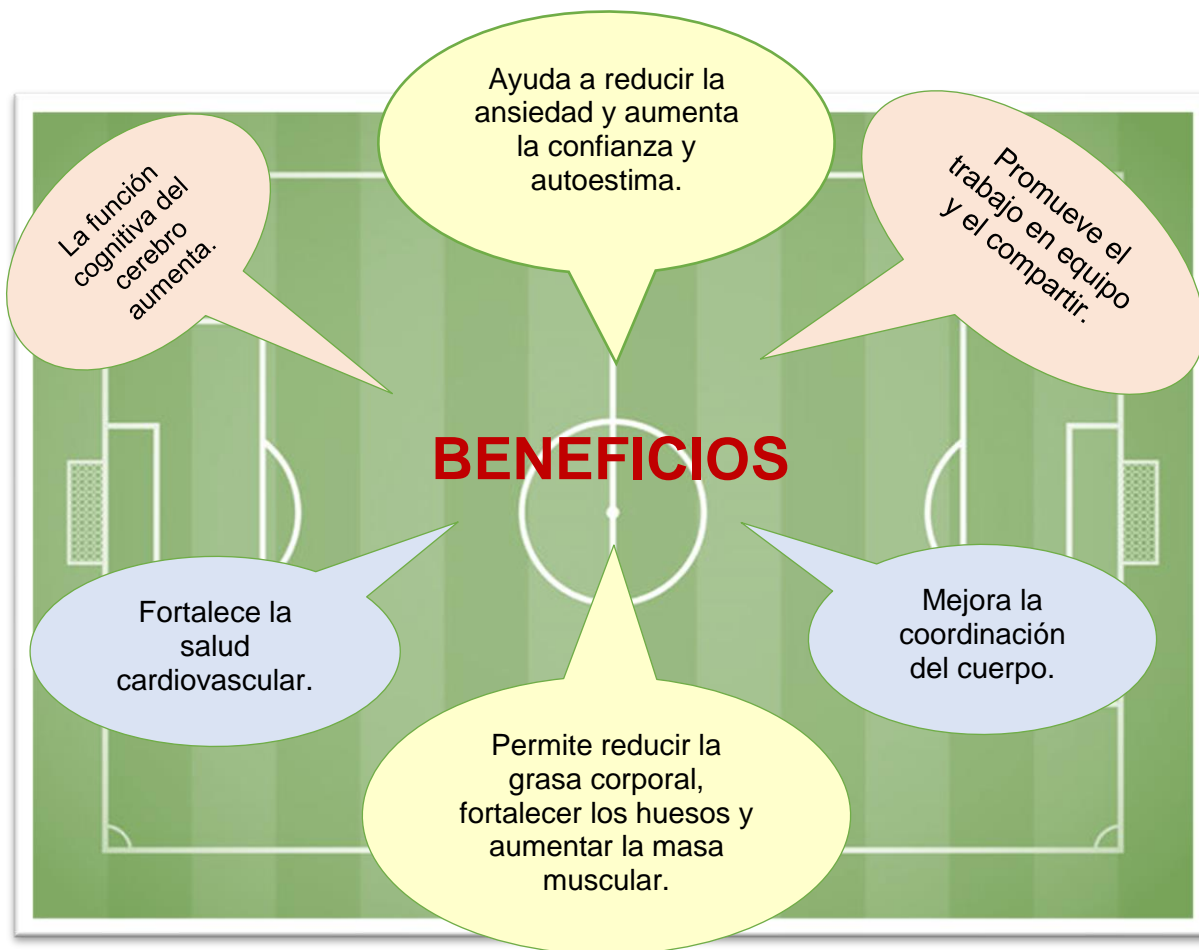 Ayuda a reducir la
ansiedad y aumenta
la confianza y
autoestima.
La función
cognitiva del
cerebro
aumenta.
Promueve el
trabajo en equipo
y el compartir.
BENEFICIOS
Fortalece la
salud
cardiovascular.
Mejora la
coordinación
del cuerpo.
Permite reducir la
grasa corporal,
fortalecer los huesos y
aumentar la masa
muscular.